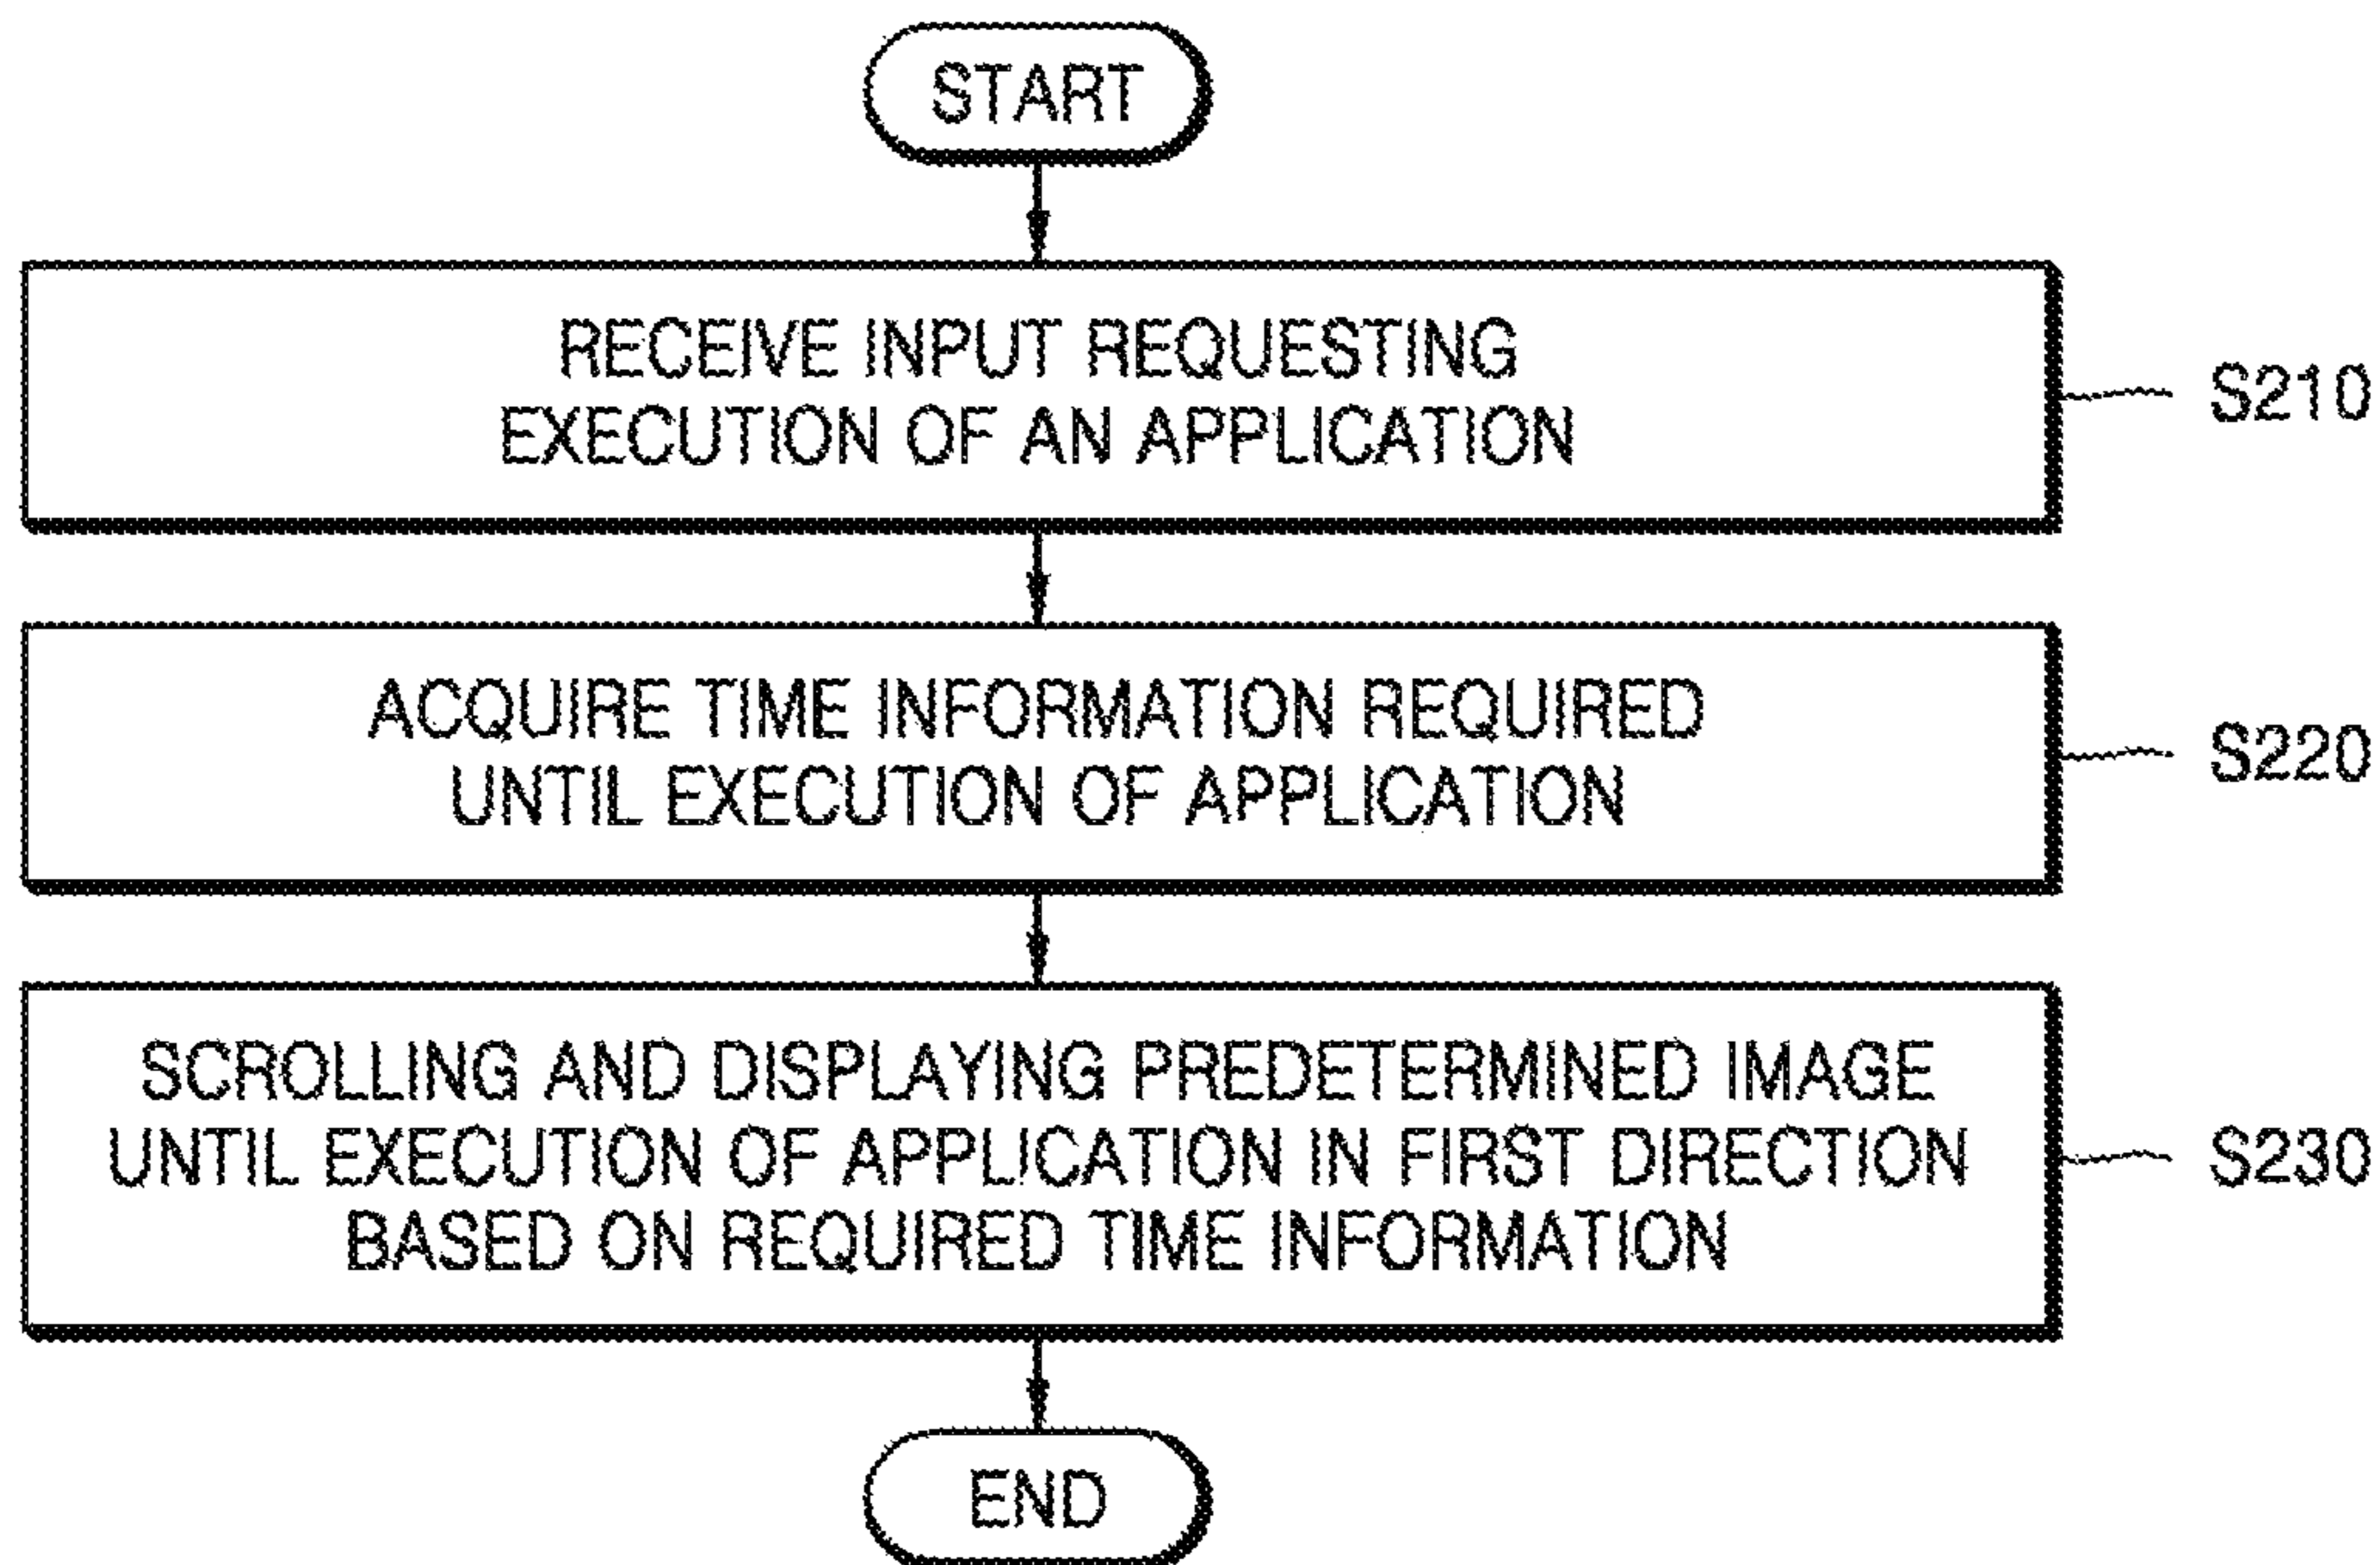 START
RECEIVE INPUT REQUESTING
EXECUTION OF AN APPLICATION
S210
ACQUIRE TIME INFORMATION REQUIRED
UNTIL EXECUTION OF APPLICATION
S220
SCROLLING AND DISPLAYING PREDETERMINED IMAGE
UNTIL EXECUTION OF APPLICATION IN FIRST DIRECTION
BASED ON REQUIRED TIME INFORMATION
S230
END